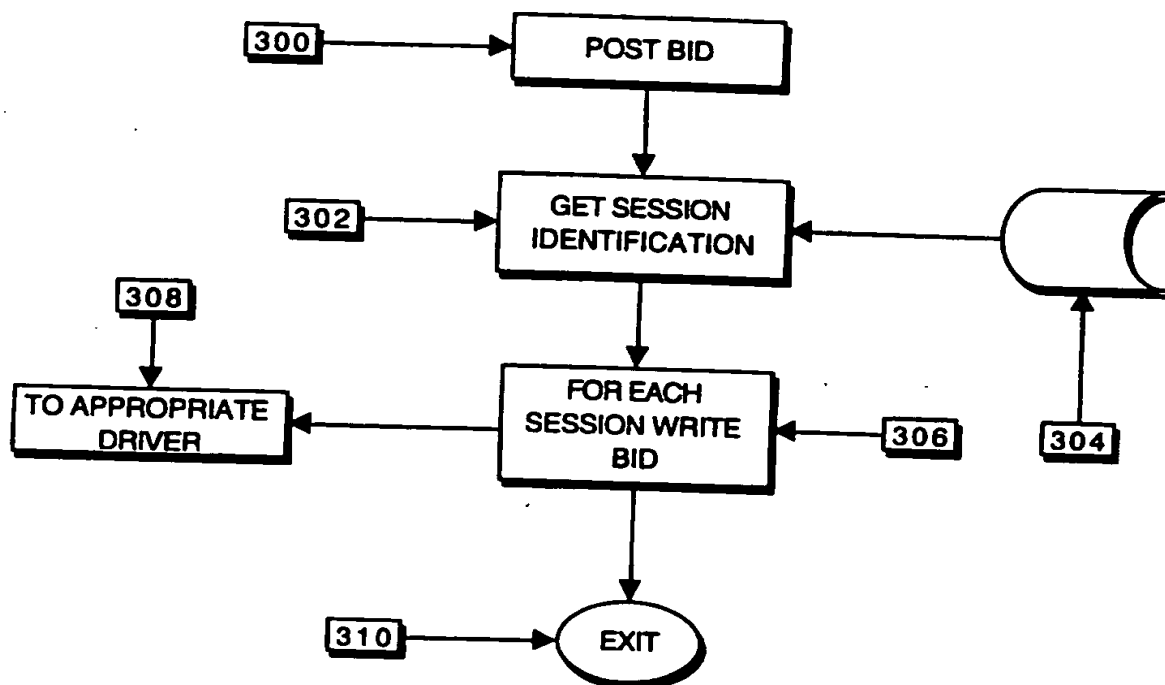 300
POST BID
302
GET SESSION
IDENTIFICATION
308
TO APPROPRIATE
DRIVER
FOR EACH
SESSION WRITE
BID
306
304
310
EXIT